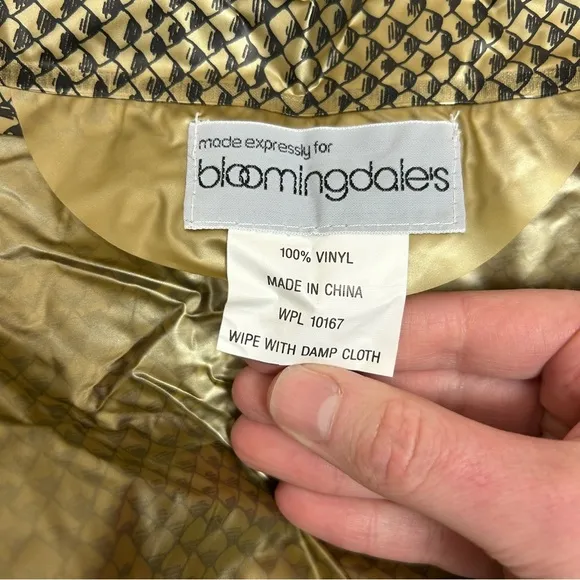 made expressly for
bloomingdale's
100% VINYL
MADE IN CHINA
WPL 10167
WIPE WITH DAMP CLOTH